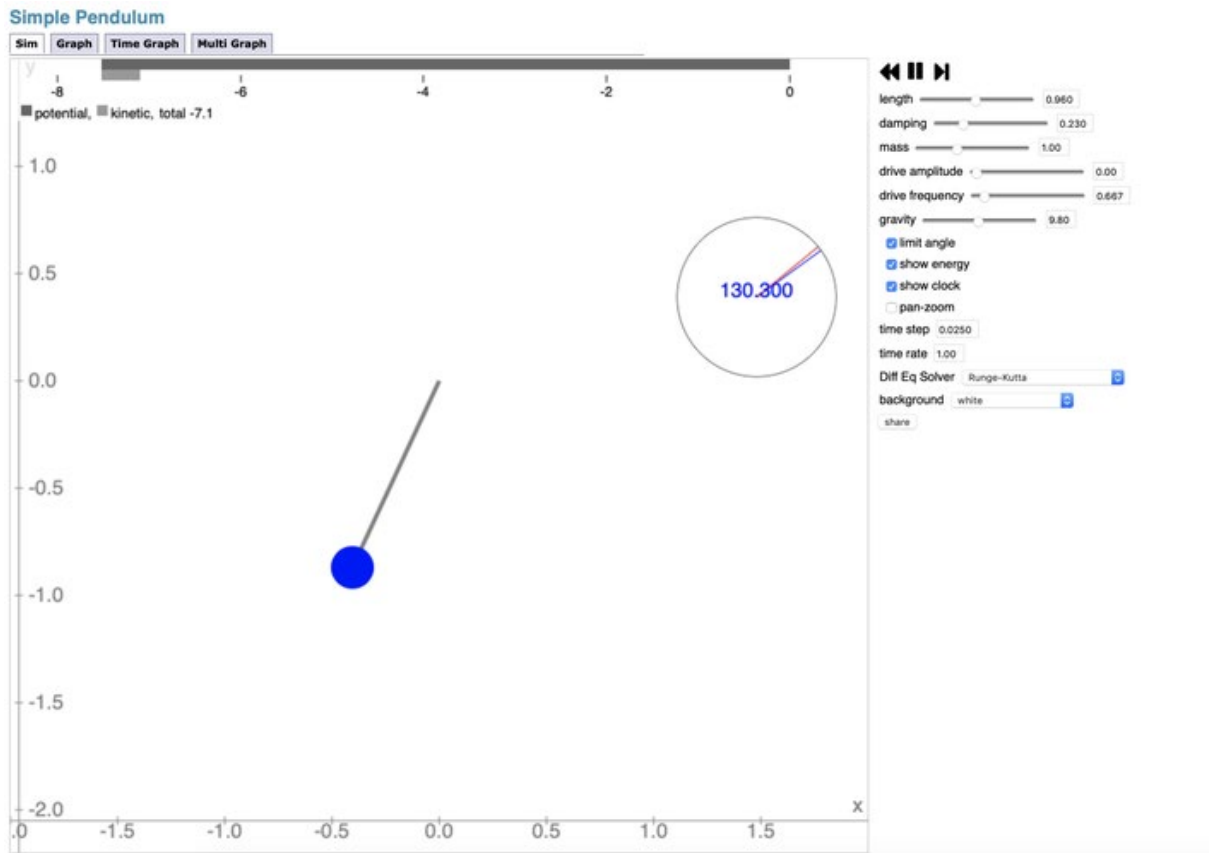 Simple Pendulum
Sim Graph Time Graph Multi Graph
y
-8 -6 -4 -2 0
potential, kinetic, total -7.1
1.0
0.5
0.0
-0.5
-1.0
-1.5
-2.0
130.300
x
.0 -1.5 -1.0 -0.5 0.0 0.5 1.0 1.5
length 0.960
damping 0.230
mass 1.00
drive amplitude 0.00
drive frequency 0.667
gravity 9.80
limit angle
show energy
show clock
pan-zoom
time step 0.0250
time rate 1.00
Diff Eq Solver Runge-Kutta
background white
share